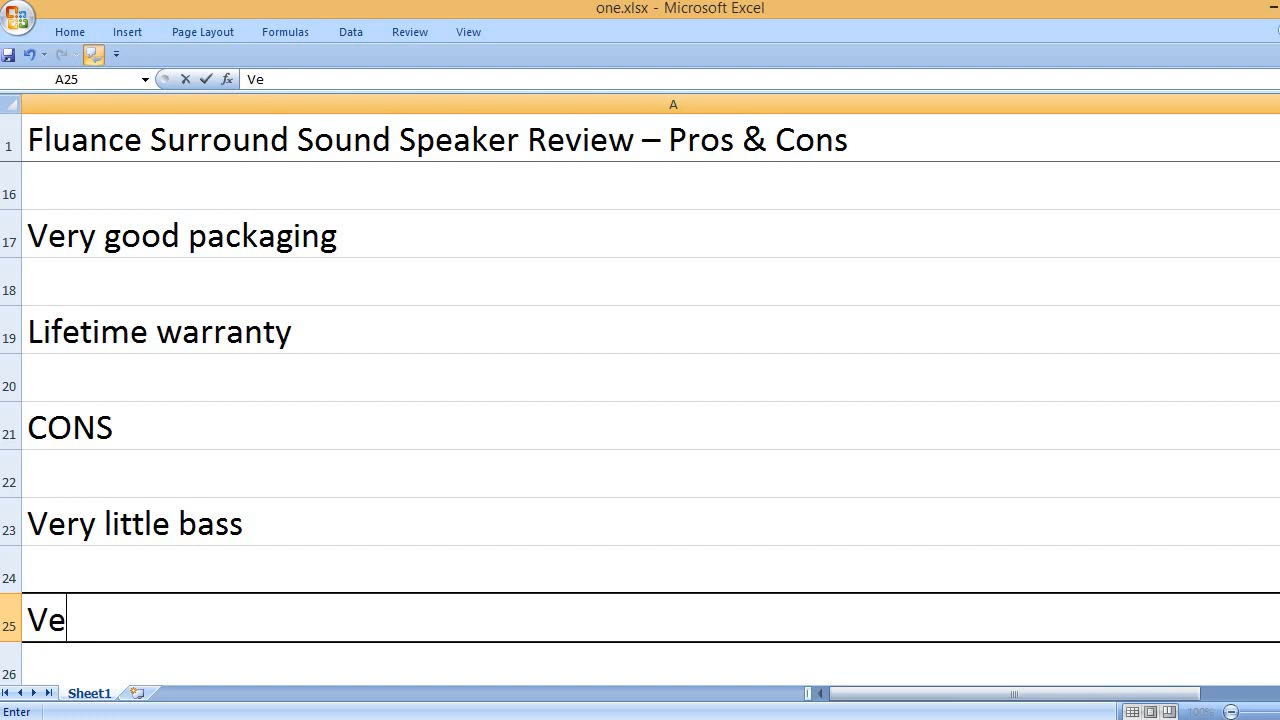 one.xlsx - Microsoft Excel
Home Insert Page Layout Formulas Data Review View
A25 fx Ve
A
1 Fluance Surround Sound Speaker Review – Pros & Cons
16
17 Very good packaging
18
19 Lifetime warranty
20
21 CONS
22
23 Very little bass
24
25 Ve
26
Sheet1
Enter 100%